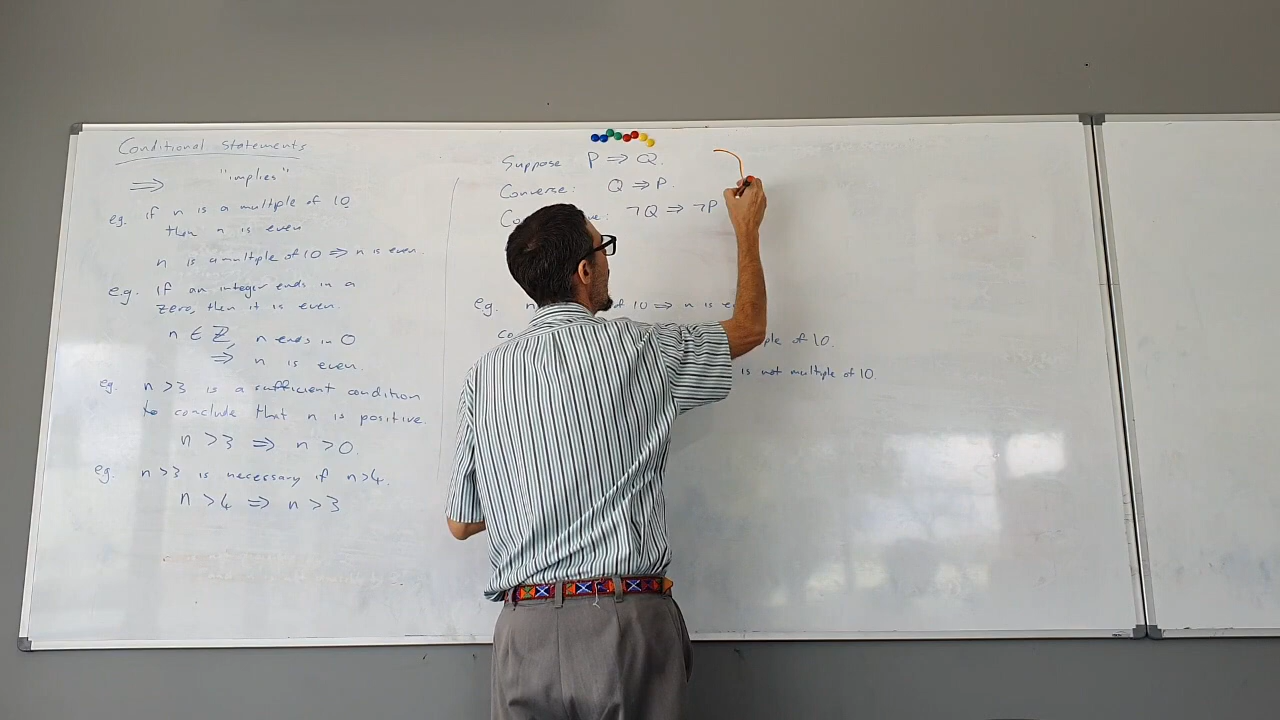 Conditional Statements
⇒ "implies"
eg. if n is a multiple of 10
then n is even
n is a multiple of 10 ⇒ n is even.
eg. if an integer ends in a
zero, then it is even.
n ∈ ℤ, n ends in 0
⇒ n is even.
eg. n>3 is a sufficient condition
to conclude that n is positive.
n >3 ⇒ n >0.
eg. n>3 is necessary if n>4.
n >4 ⇒ n >3
Suppose P ⇒ Q.
Converse: Q ⇒ P.
¬Q ⇒ ¬P
eg. n of 10 ⇒ n is
of 10.
is not multiple of 10.